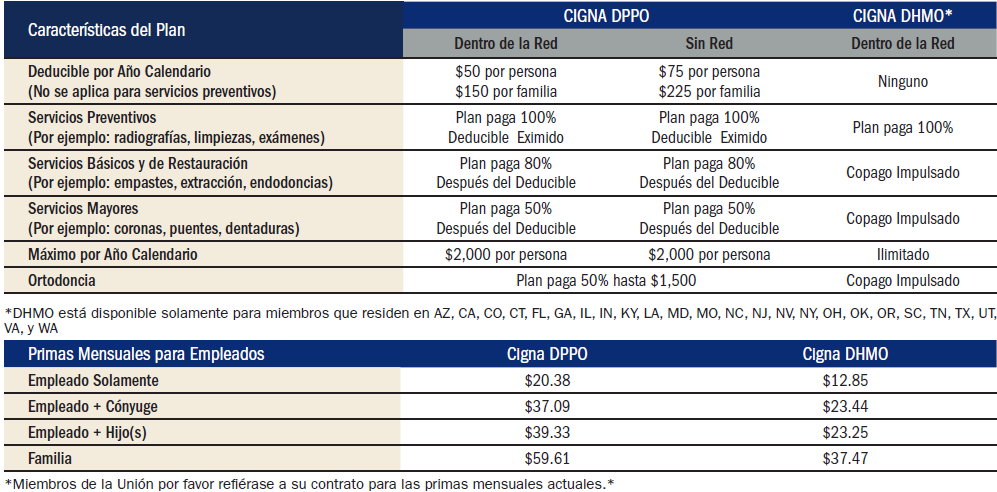 Características del Plan
CIGNA DPPO
CIGNA DHMO*
Dentro de la Red
Sin Red
Dentro de la Red
Deducible por Año Calendario
(No se aplica para servicios preventivos)
$50 por persona
$150 por familia
$75 por persona
$225 por familia
Ninguno
Servicios Preventivos
(Por ejemplo: radiografías, limpiezas, exámenes)
Plan paga 100%
Deducible Eximido
Plan paga 100%
Deducible Eximido
Plan paga 100%
Servicios Básicos y de Restauración
(Por ejemplo: empastes, extracción, endodoncias)
Plan paga 80%
Después del Deducible
Plan paga 80%
Después del Deducible
Copago Impulsado
Servicios Mayores
(Por ejemplo: coronas, puentes, dentaduras)
Plan paga 50%
Después del Deducible
Plan paga 50%
Después del Deducible
Copago Impulsado
Máximo por Año Calendario
$2,000 por persona
$2,000 por persona
Ilimitado
Ortodoncia
Plan paga 50% hasta $1,500
Copago Impulsado
*DHMO está disponible solamente para miembros que residen en AZ, CA, CO, CT, FL, GA, IL, IN, KY, LA, MD, MO, NC, NJ, NV, NY, OH, OK, OR, SC, TN, TX, UT,
VA, y WA
Primas Mensuales para Empleados
Cigna DPPO
Cigna DHMO
Empleado Solamente
$20.38
$12.85
Empleado + Cónyuge
$37.09
$23.44
Empleado + Hijo(s)
$39.33
$23.25
Familia
$59.61
$37.47
*Miembros de la Unión por favor refiérase a su contrato para las primas mensuales actuales.*